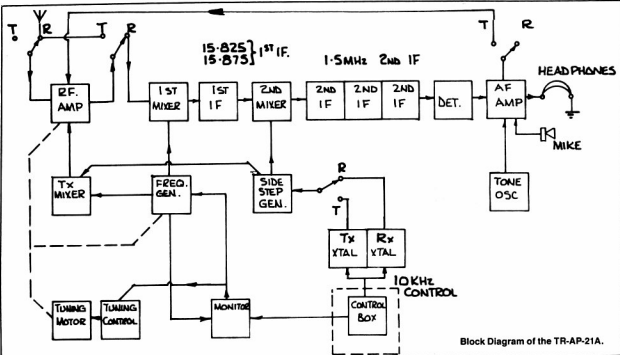 T
R
T
R
T
R
15.825
15.875
1ST IF.
1.5MHz 2ND IF
HEADPHONES
RF.
AMP
1ST
MIXER
1ST
IF
2ND
MIXER
2ND
IF
2ND
IF
2ND
IF
DET.
AF
AMP
MIKE
TX
MIXER
FREQ.
GEN.
SIDE
STEP
GEN.
R
T
TONE
OSC
Tx
XTAL
Rx
XTAL
10KHz
CONTROL
TUNING
MOTOR
TUNING
CONTROL
MONITOR
CONTROL
BOX
Block Diagram of the TR-AP-21A.